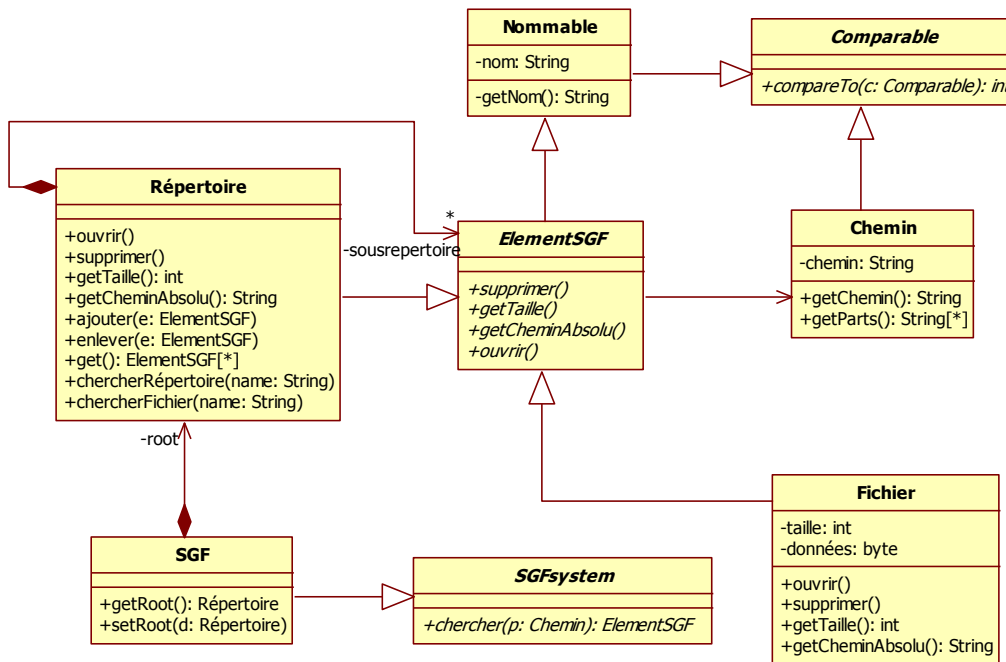 Nommable
-nom: String
-getNom(): String
Comparable
+compareTo(c: Comparable): int
Répertoire
+ouvrir()
+supprimer()
+getTaille(): int
+getCheminAbsolu(): String
+ajouter(e: ElementSGF)
+enlever(e: ElementSGF)
+get(): ElementSGF[*]
+chercherRépertoire(name: String)
+chercherFichier(name: String)
*
-sousrepertoire
ElementSGF
+supprimer()
+getTaille()
+getCheminAbsolu()
+ouvrir()
Chemin
-chemin: String
+getChemin(): String
+getParts(): String[*]
-root
SGF
+getRoot(): Répertoire
+setRoot(d: Répertoire)
SGFsystem
+chercher(p: Chemin): ElementSGF
Fichier
-taille: int
-données: byte
+ouvrir()
+supprimer()
+getTaille(): int
+getCheminAbsolu(): String